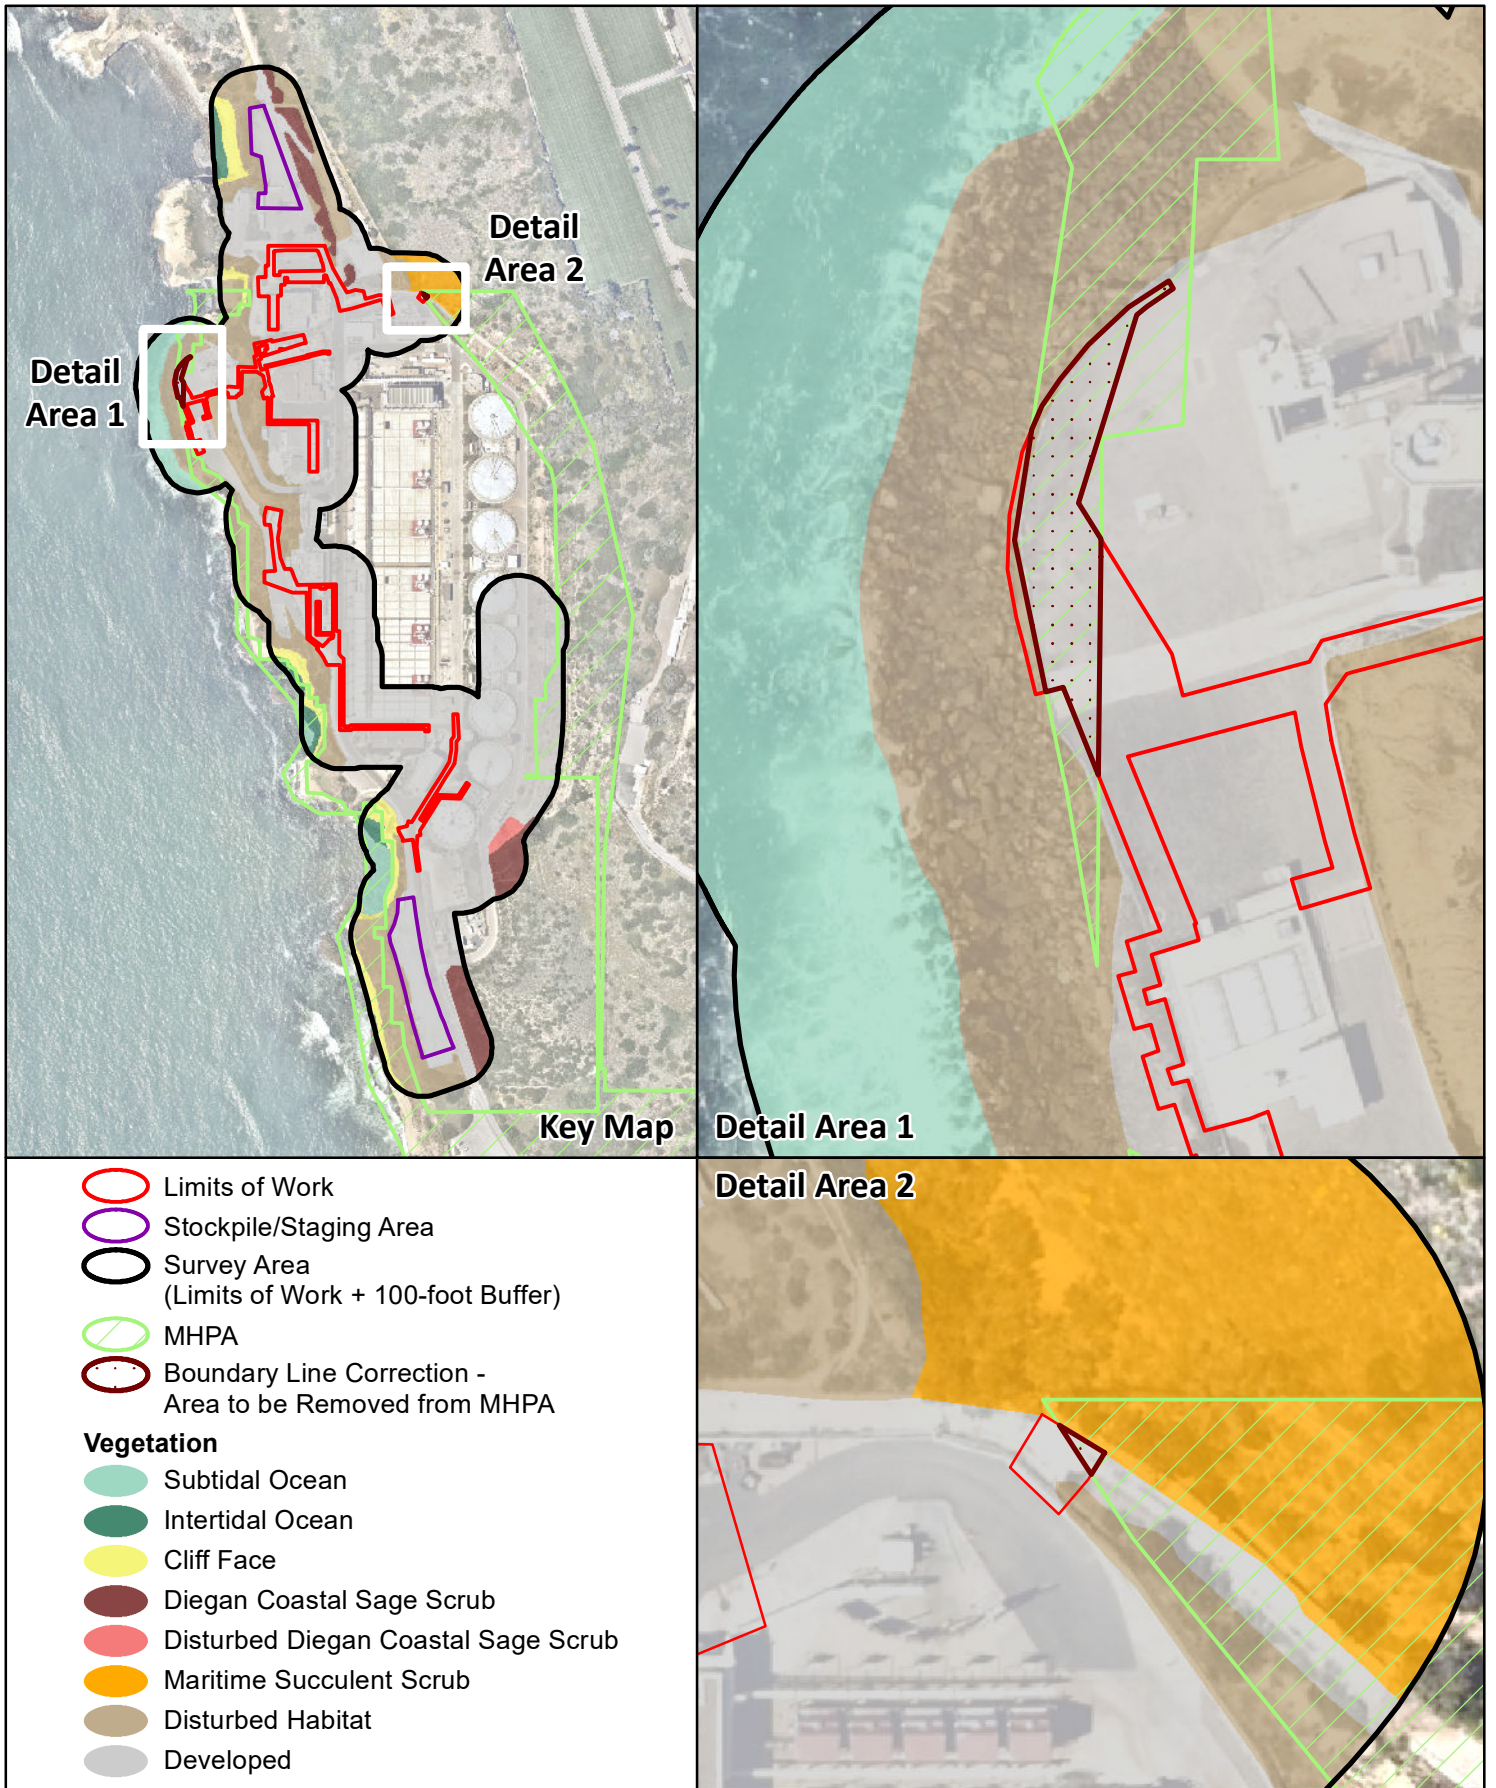 Detail
Area 2
Detail
Area 1
Key Map
Detail Area 1
Limits of Work
Stockpile/Staging Area
Survey Area
(Limits of Work + 100-foot Buffer)
MHPA
Boundary Line Correction -
Area to be Removed from MHPA
Vegetation
Subtidal Ocean
Intertidal Ocean
Cliff Face
Diegan Coastal Sage Scrub
Disturbed Diegan Coastal Sage Scrub
Maritime Succulent Scrub
Disturbed Habitat
Developed
Detail Area 2